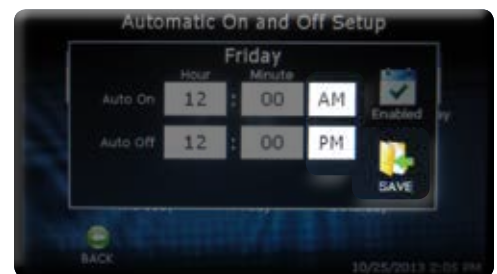 Automatic On and Off Setup
Friday
Hour Minute
Auto On 12 : 00 AM
Enabled
Auto Off 12 : 00 PM
SAVE
BACK
10/25/2013 2:05 PM